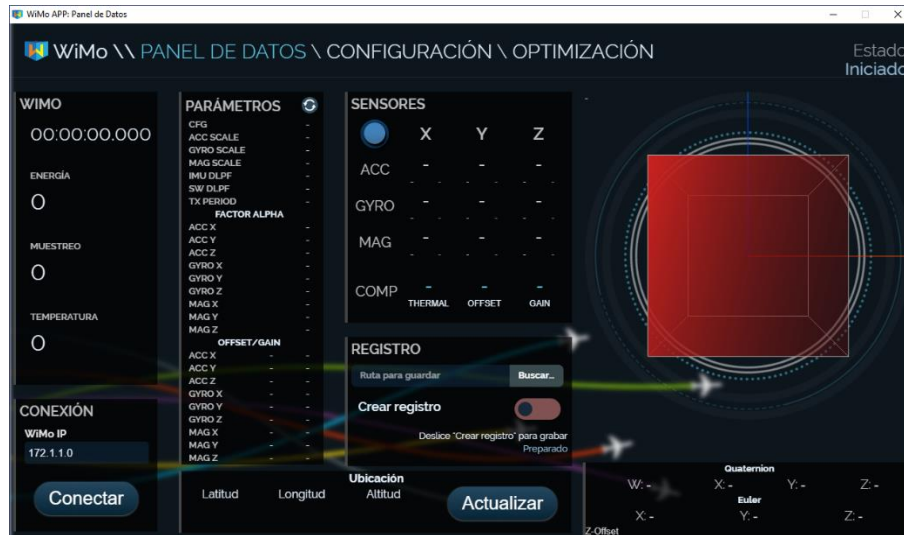 WiMo APP: Panel de Datos
WiMo \\ PANEL DE DATOS \ CONFIGURACIÓN \ OPTIMIZACIÓN
Estado
Iniciado
WIMO
00:00:00.000
ENERGÍA
0
MUESTREO
0
TEMPERATURA
0
CONEXIÓN
WiMo IP
172.1.1.0
Conectar
PARÁMETROS
CFG -
ACC SCALE -
GYRO SCALE -
MAG SCALE -
IMU DLPF -
SW DLPF -
TX PERIOD -
FACTOR ALPHA
ACC X -
ACC Y -
ACC Z -
GYRO X -
GYRO Y -
GYRO Z -
MAG X -
MAG Y -
MAG Z -
OFFSET/GAIN
ACC X - -
ACC Y - -
ACC Z - -
GYRO X - -
GYRO Y - -
GYRO Z - -
MAG X - -
MAG Y - -
MAG Z - -
SENSORES
X Y Z
ACC - - -
GYRO - - -
MAG - - -
COMP - - -
THERMAL OFFSET GAIN
REGISTRO
Ruta para guardar Buscar...
Crear registro
Deslice "Crear registro" para grabar
Preparado
Ubicación
Latitud Longitud Altitud
Actualizar
Quaternion
W: - X: - Y: - Z: -
Euler
X: - Y: - Z: -
Z-Offset